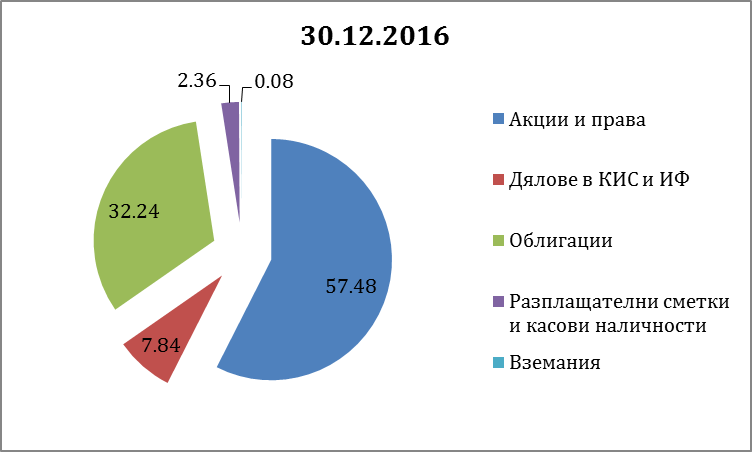 30.12.2016
2.36
0.08
32.24
57.48
7.84
Акции и права
Дялове в КИС и ИФ
Облигации
Разплащателни сметки
и касови наличности
Вземания